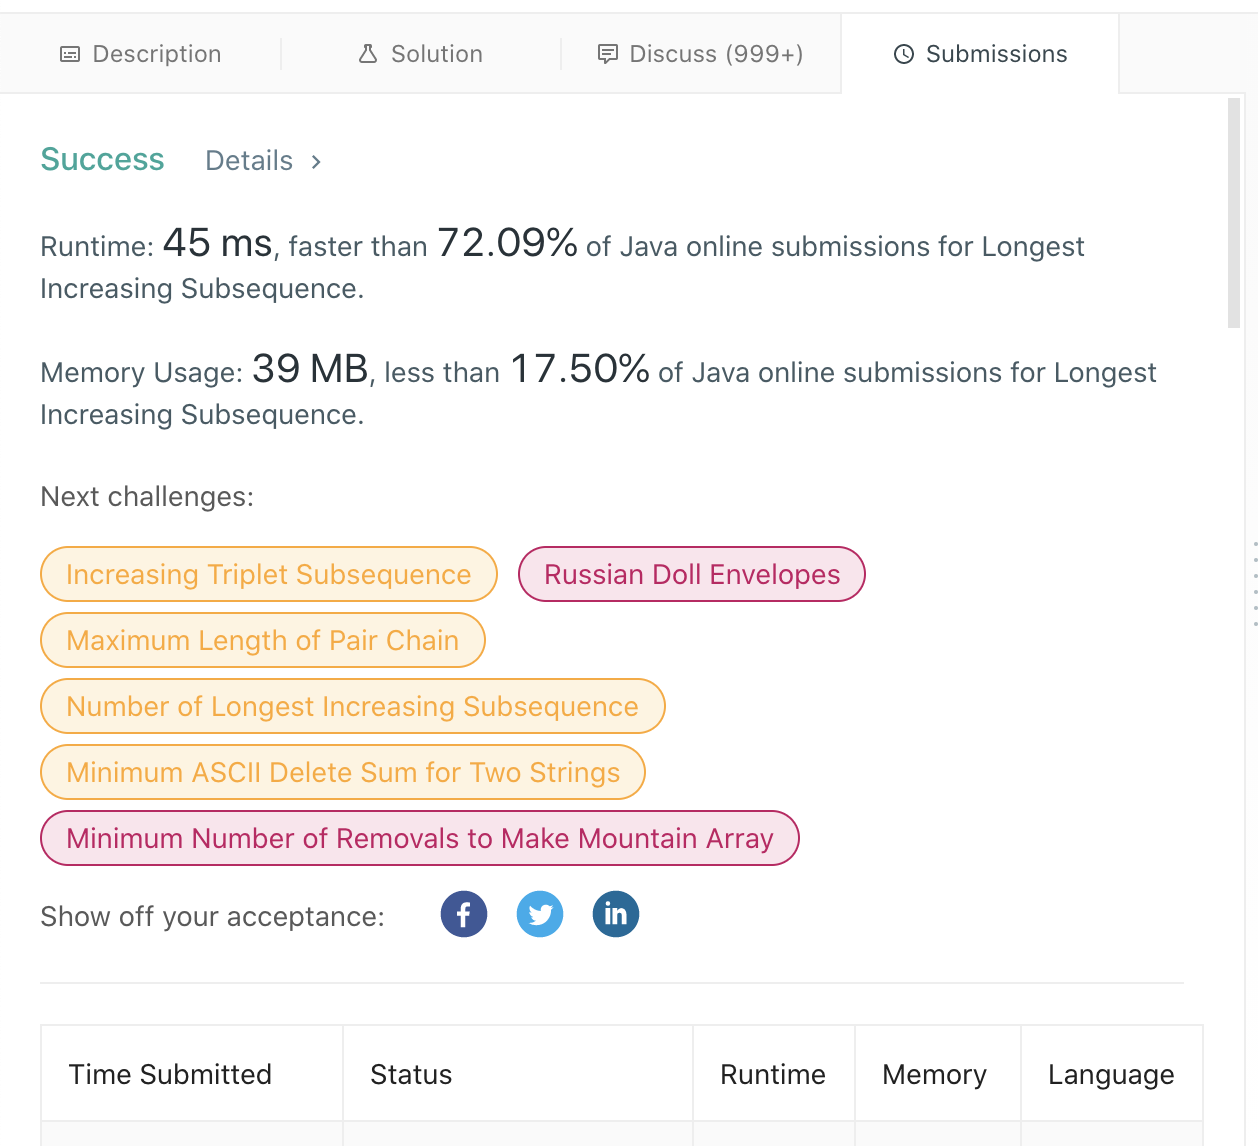 Description Solution Discuss (999+) Submissions
Success Details >
Runtime: 45 ms, faster than 72.09% of Java online submissions for Longest
Increasing Subsequence.
Memory Usage: 39 MB, less than 17.50% of Java online submissions for Longest
Increasing Subsequence.
Next challenges:
Increasing Triplet Subsequence Russian Doll Envelopes
Maximum Length of Pair Chain
Number of Longest Increasing Subsequence
Minimum ASCII Delete Sum for Two Strings
Minimum Number of Removals to Make Mountain Array
Show off your acceptance: f in
Time Submitted Status Runtime Memory Language